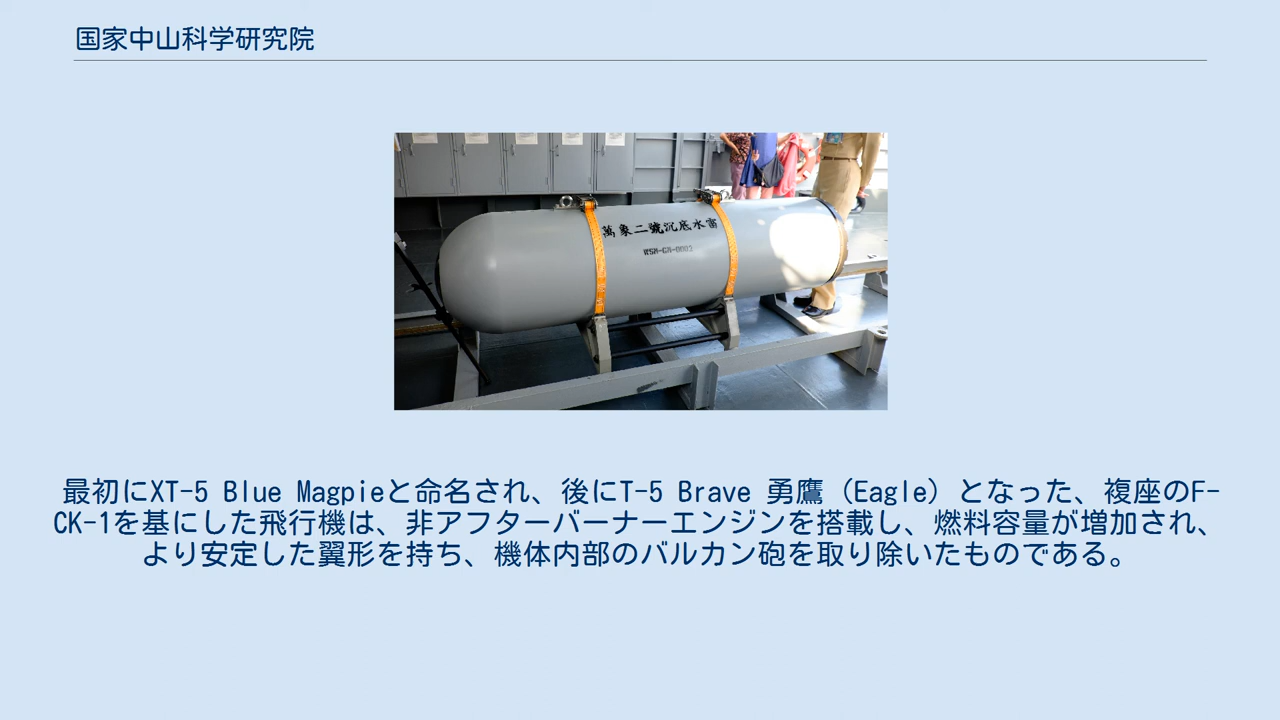 国家中山科学研究院
萬象二號沉底水雷
WSM-GM-0001
最初にXT-5 Blue Magpieと命名され、後にT-5 Brave 勇鷹（Eagle）となった、複座のF-
CK-1を基にした飛行機は、非アフターバーナーエンジンを搭載し、燃料容量が増加され、
より安定した翼形を持ち、機体内部のバルカン砲を取り除いたものである。